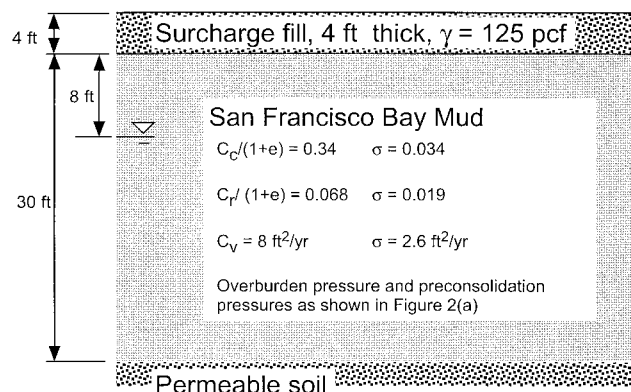 4 ft
Surcharge fill, 4 ft thick, γ = 125 pcf
8 ft
San Francisco Bay Mud
C_c/(1+e) = 0.34 σ = 0.034
C_r/ (1+e) = 0.068 σ = 0.019
30 ft
C_v = 8 ft²/yr σ = 2.6 ft²/yr
Overburden pressure and preconsolidation
pressures as shown in Figure 2(a)
Permeable soil